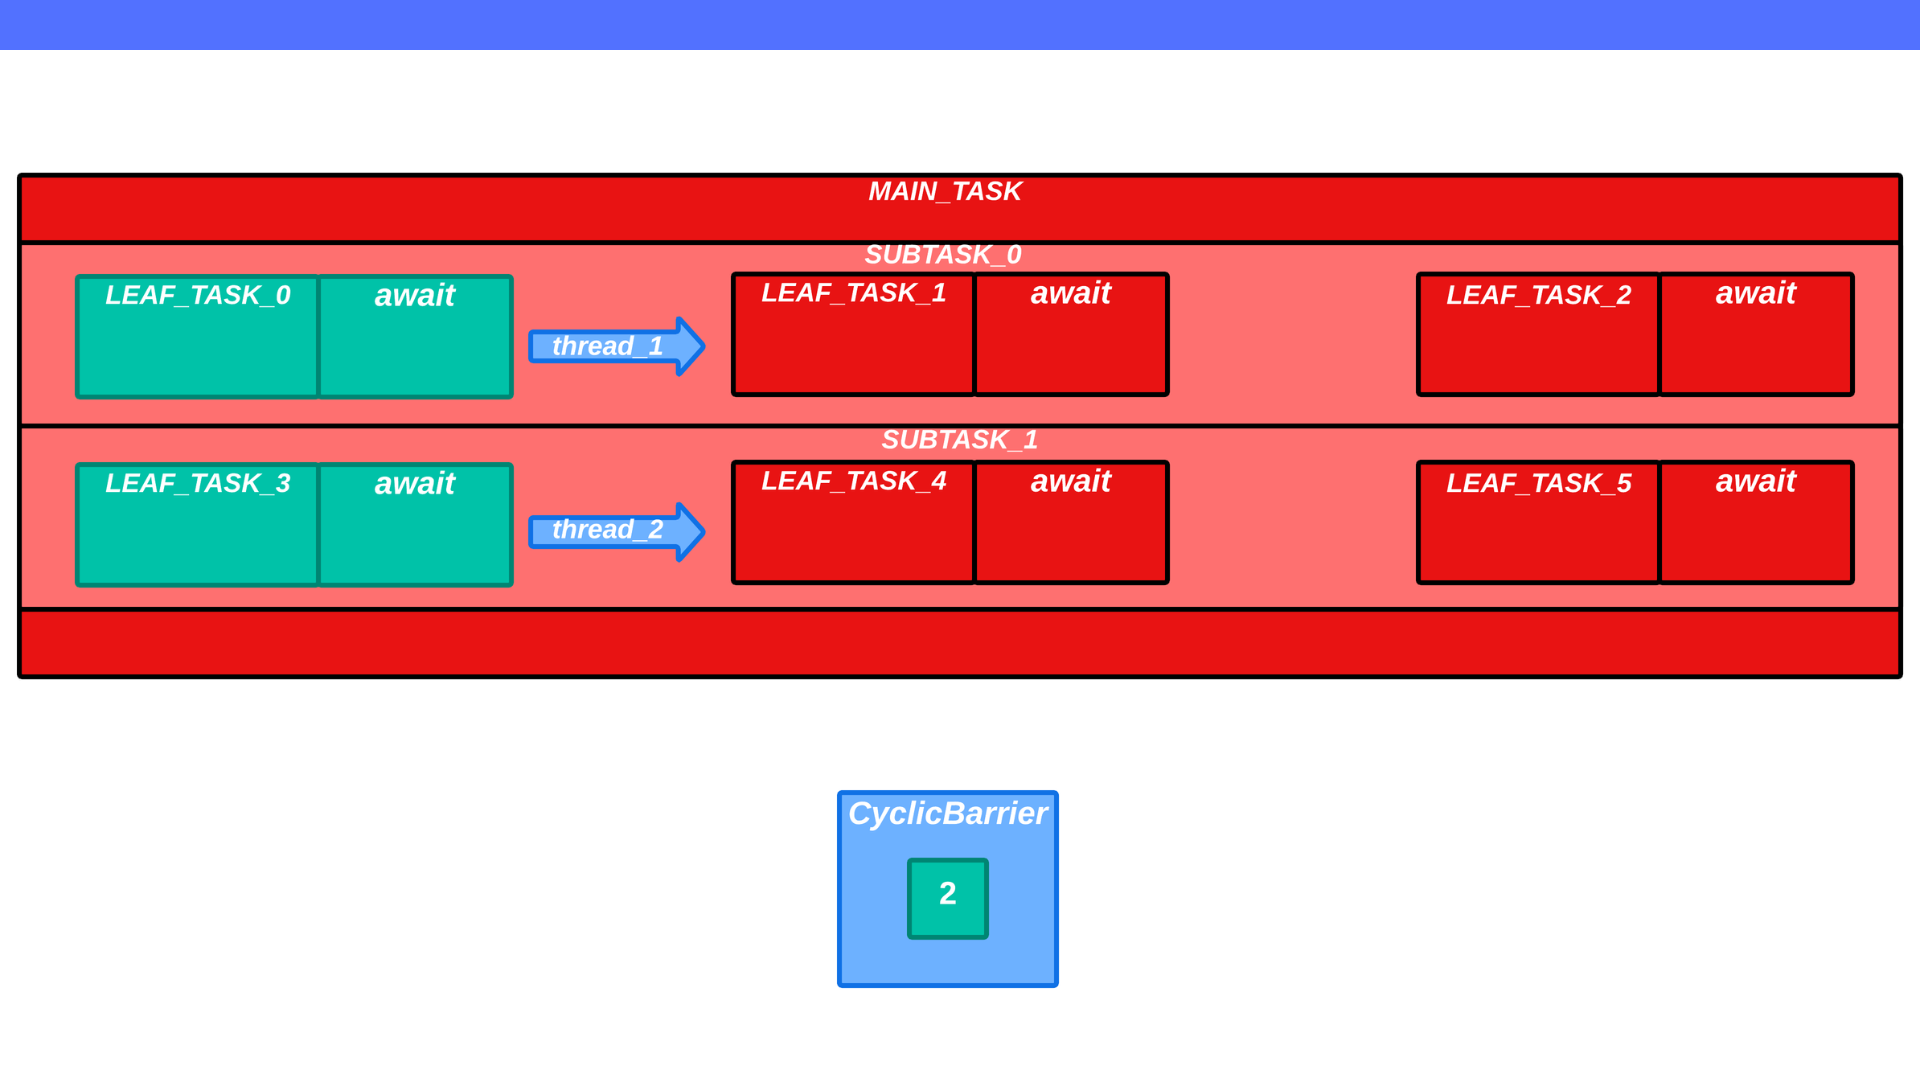 MAIN_TASK
SUBTASK_0
LEAF_TASK_0 await
thread_1
LEAF_TASK_1 await
LEAF_TASK_2 await
SUBTASK_1
LEAF_TASK_3 await
thread_2
LEAF_TASK_4 await
LEAF_TASK_5 await
CyclicBarrier
2